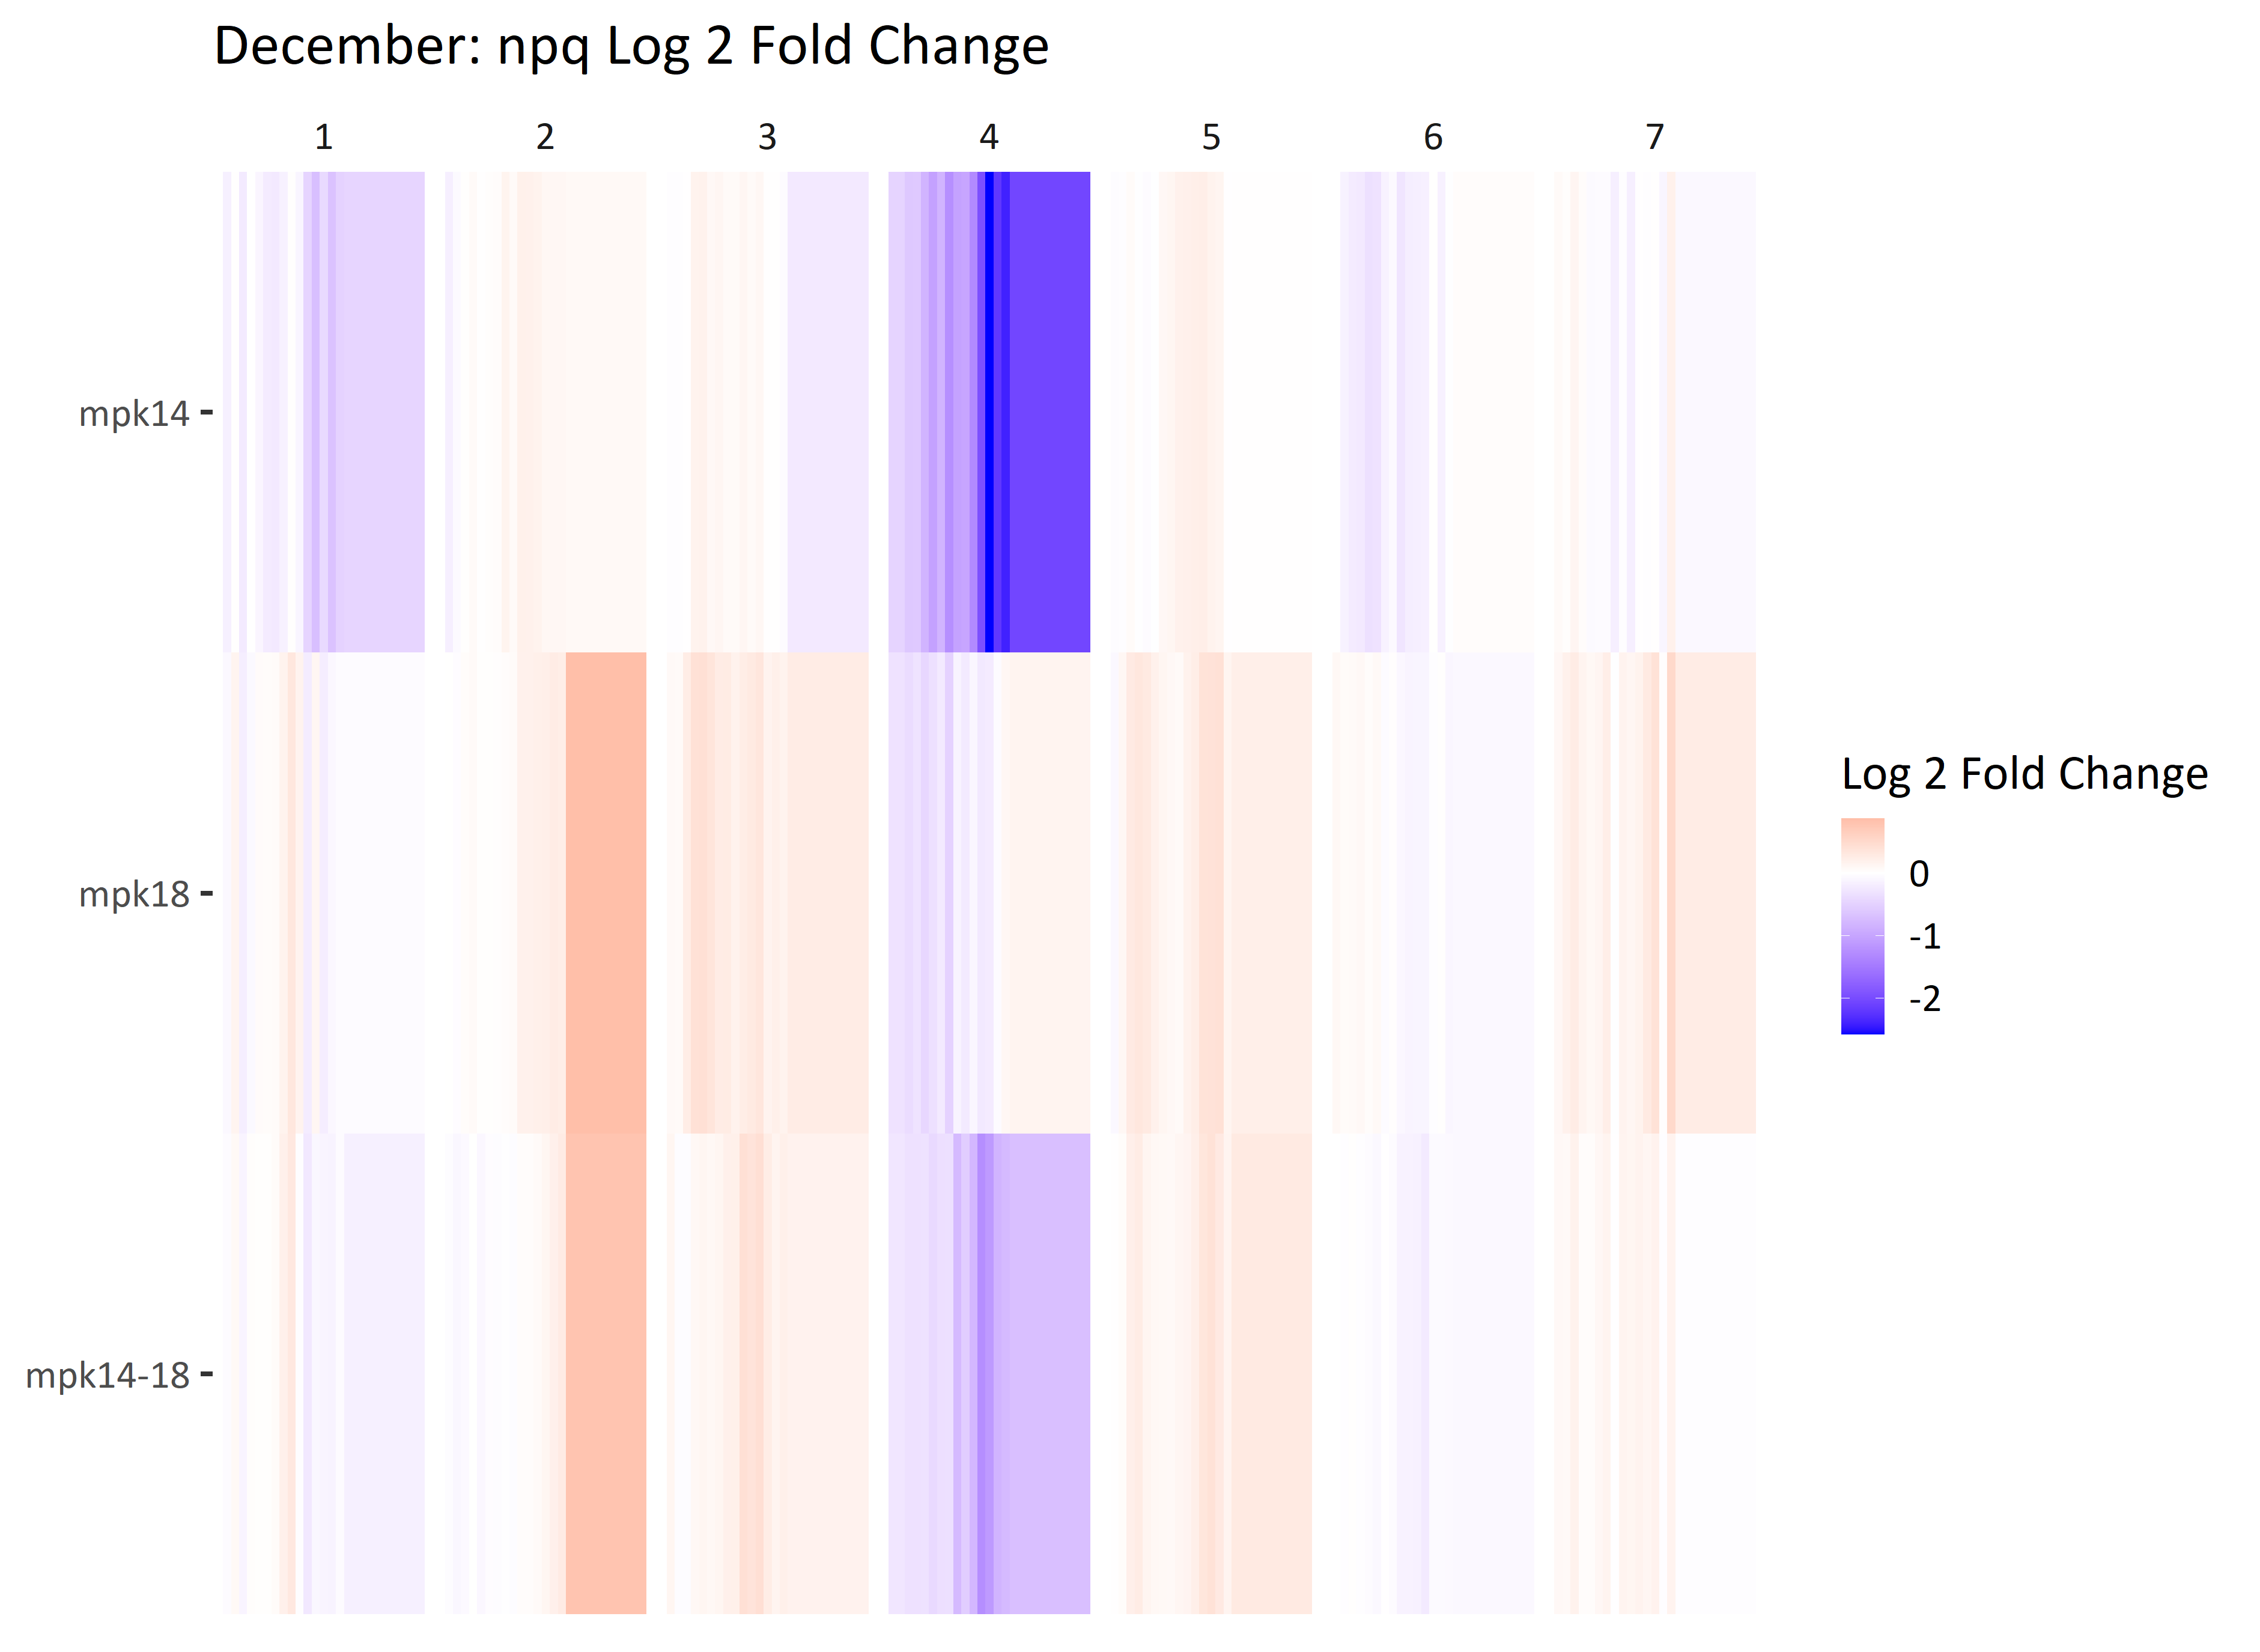 December: npq Log 2 Fold Change
1 2 3 4 5 6 7
mpk14
mpk18
mpk14-18
Log 2 Fold Change
0
-1
-2